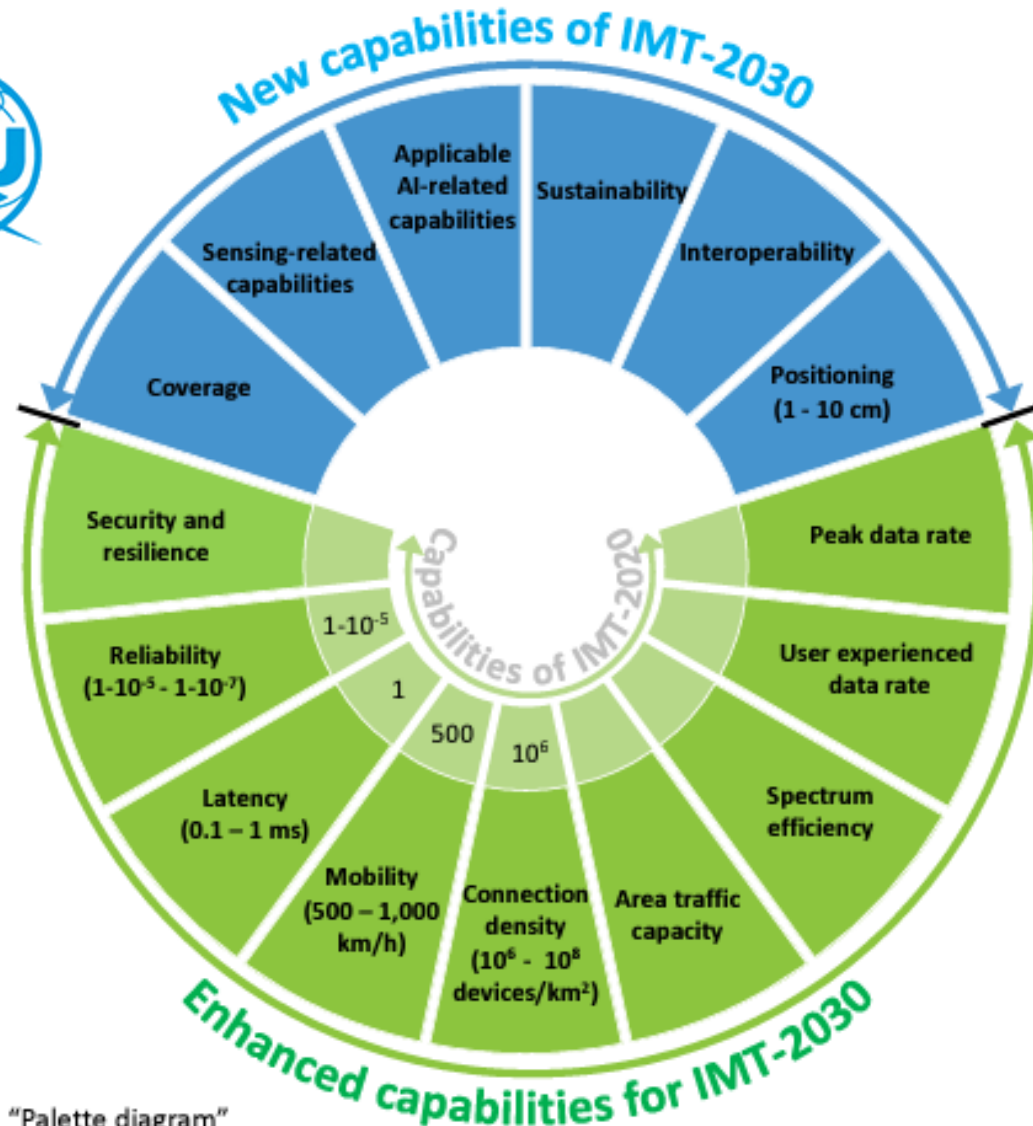 New capabilities of IMT-2030
Applicable
AI-related
capabilities
Sustainability
Sensing-related
capabilities
Interoperability
Coverage
Positioning
(1 - 10 cm)
Security and
resilience
Peak data rate
Capabilities of IMT-2020
1-10⁻⁵
Reliability
(1-10⁻⁵ - 1-10⁻⁷)
User experienced
data rate
1
500
10⁶
Latency
(0.1 – 1 ms)
Spectrum
efficiency
Mobility
(500 – 1,000
km/h)
Connection
density
(10⁶ - 10⁸
devices/km²)
Area traffic
capacity
Enhanced capabilities for IMT-2030
“Palette diagram”